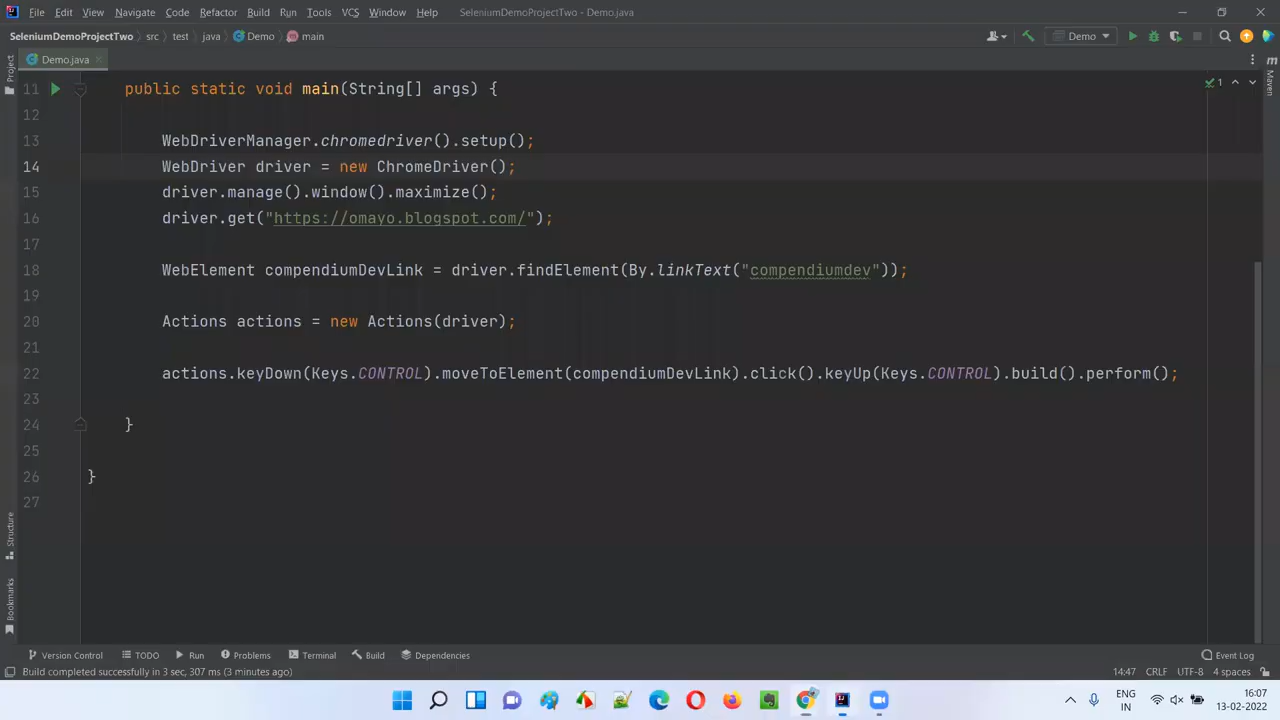 File Edit View Navigate Code Refactor Build Run Tools VCS Window Help SeleniumDemoProjectTwo - Demo.java
SeleniumDemoProjectTwo src test java Demo main Demo
Project Demo.java Maven
11 public static void main(String[] args) {
12
13 WebDriverManager.chromedriver().setup();
14 WebDriver driver = new ChromeDriver();
15 driver.manage().window().maximize();
16 driver.get("https://omayo.blogspot.com/");
17
18 WebElement compendiumDevLink = driver.findElement(By.linkText("compendiumdev"));
19
20 Actions actions = new Actions(driver);
21
22 actions.keyDown(Keys.CONTROL).moveToElement(compendiumDevLink).click().keyUp(Keys.CONTROL).build().perform();
23
24 }
25
26 }
27
1
Structure
Bookmarks
Version Control TODO Run Problems Terminal Build Dependencies Event Log
Build completed successfully in 3 sec, 307 ms (3 minutes ago) 14:47 CRLF UTF-8 4 spaces
ENG 16:07
IN 13-02-2022